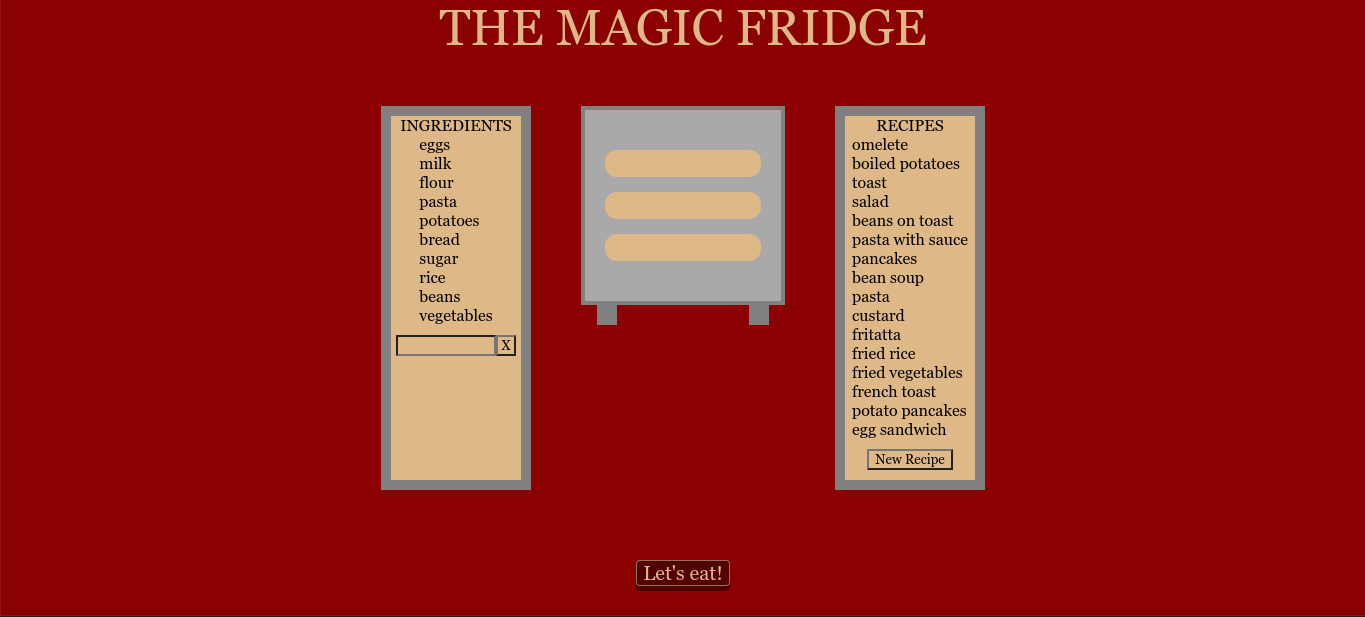 THE MAGIC FRIDGE
INGREDIENTS
eggs
milk
flour
pasta
potatoes
bread
sugar
rice
beans
vegetables
X
RECIPES
omelete
boiled potatoes
toast
salad
beans on toast
pasta with sauce
pancakes
bean soup
pasta
custard
fritatta
fried rice
fried vegetables
french toast
potato pancakes
egg sandwich
New Recipe
Let's eat!